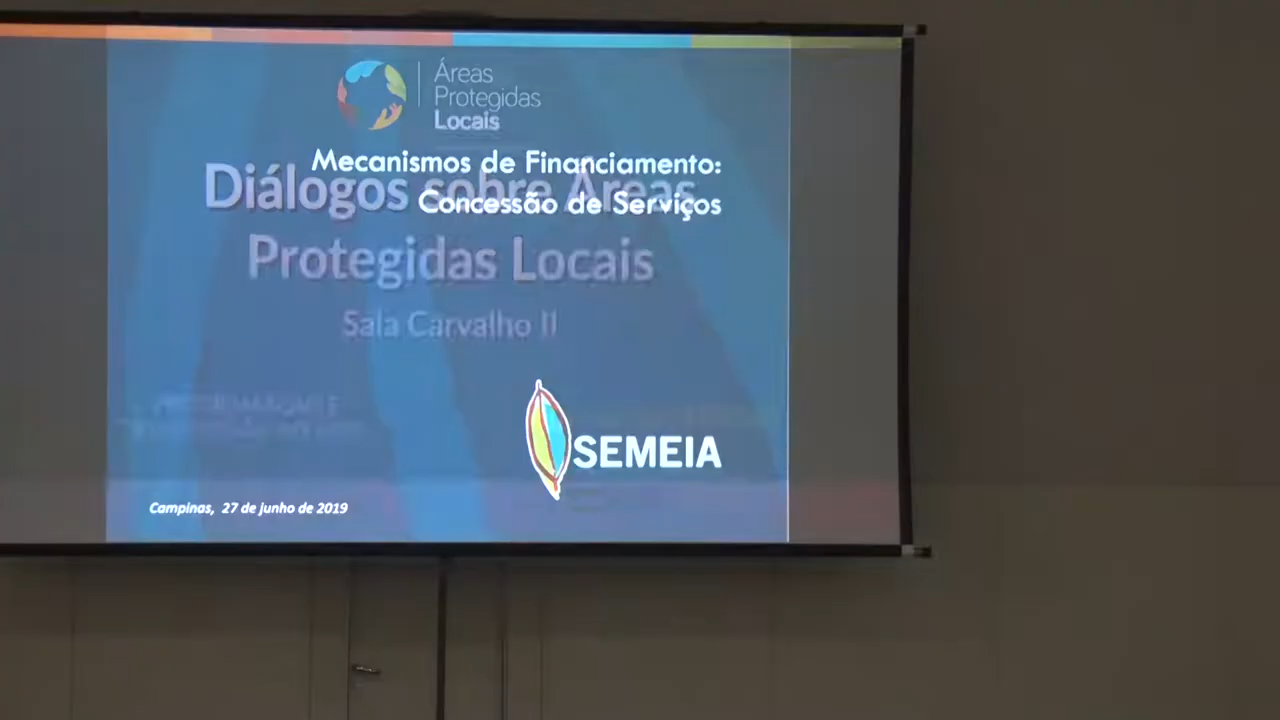 Áreas
Protegidas
Locais
Mecanismos de Financiamento:
Diálogos sobre Áreas
Concessão de Serviços
Protegidas Locais
Sala Carvalho II
SEMEIA
Campinas, 27 de junho de 2019